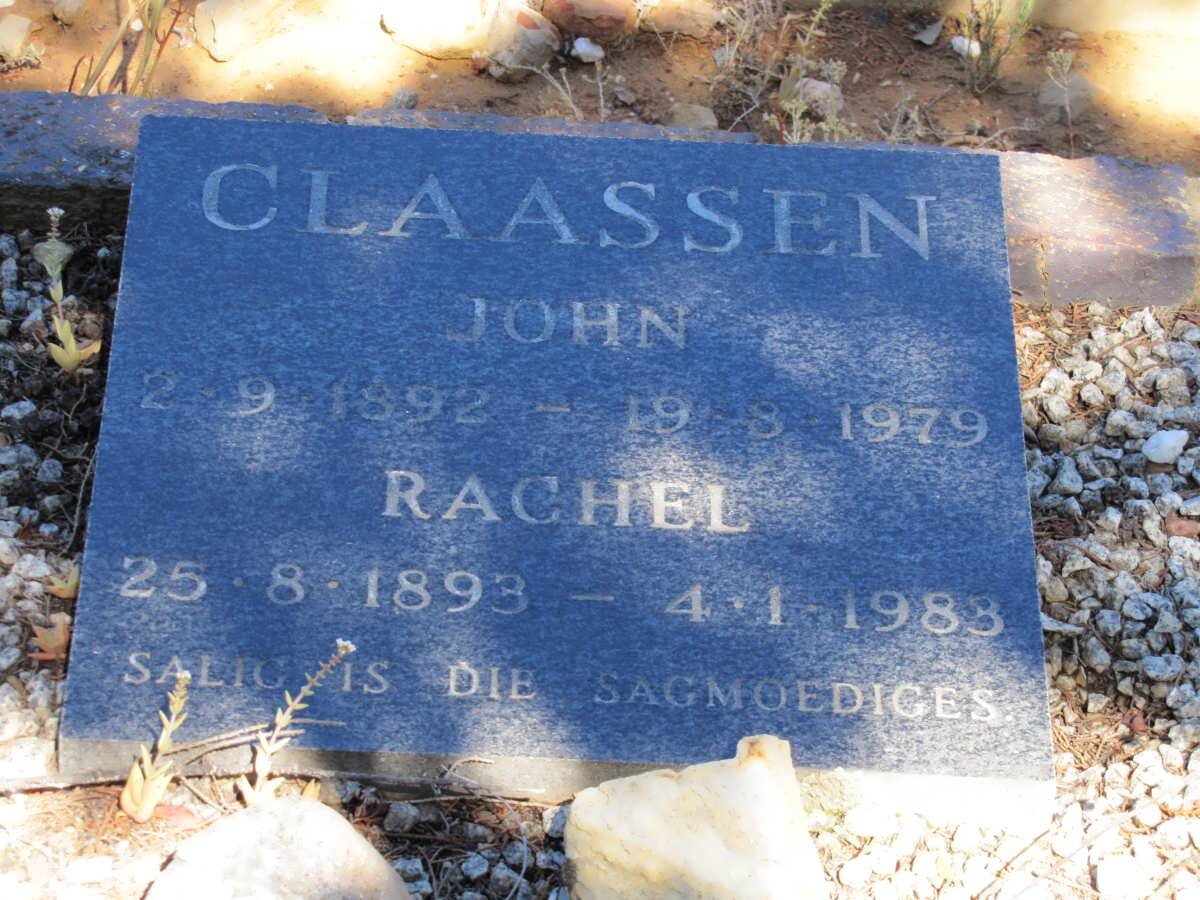 CLAASSEN
JOHN
2·9·1892 – 19·8·1979
RACHEL
25·8·1893 – 4·1·1983
SALIG IS DIE SAGMOEDIGES.